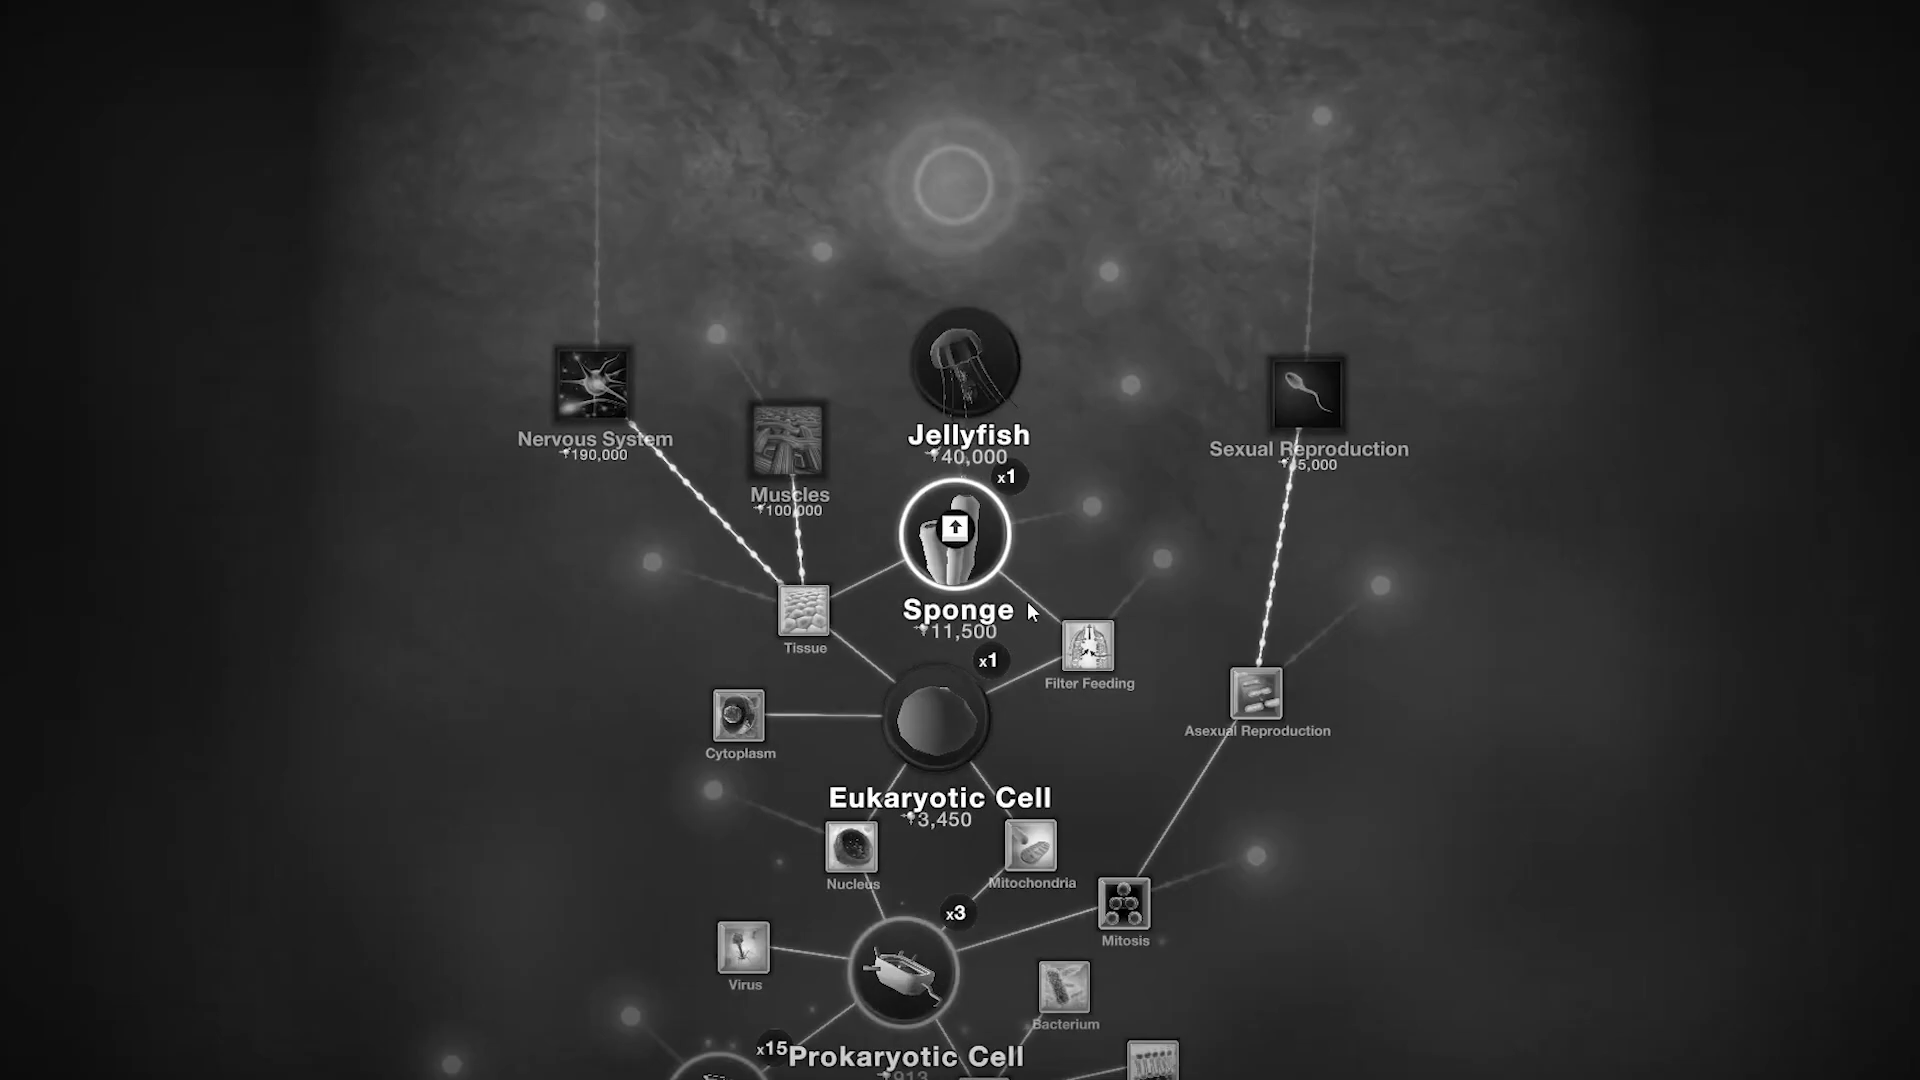 Nervous System
190,000
Muscles
100,000
Jellyfish
40,000
x1
Sexual Reproduction
Sponge
11,500
x1
Tissue
Filter Feeding
Cytoplasm
Asexual Reproduction
Eukaryotic Cell
3,450
Nucleus
Mitochondria
x3
Mitosis
Virus
Bacterium
x15
Prokaryotic Cell